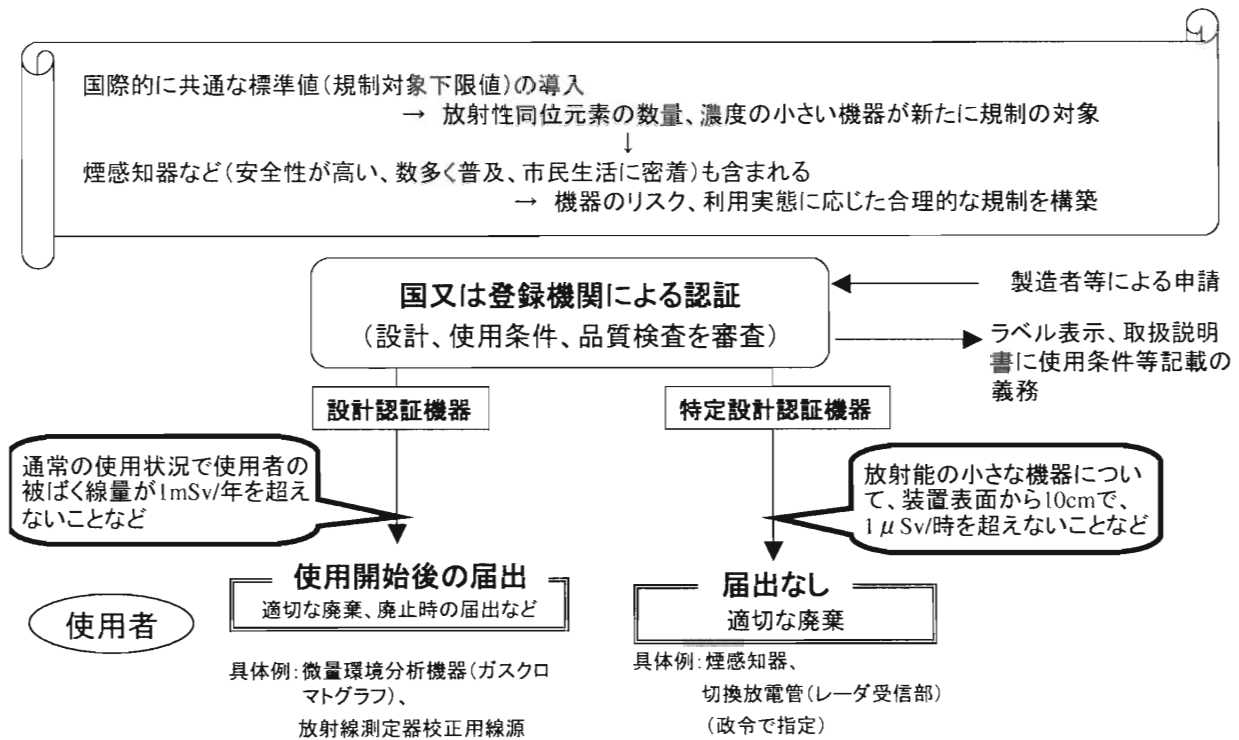 国際的に共通な標準値（規制対象下限値）の導入
→ 放射性同位元素の数量、濃度の小さい機器が新たに規制の対象
↓
煙感知器など（安全性が高い、数多く普及、市民生活に密着）も含まれる
→ 機器のリスク、利用実態に応じた合理的な規制を構築
国又は登録機関による認証
（設計、使用条件、品質検査を審査）
製造者等による申請
ラベル表示、取扱説明
書に使用条件等記載の
義務
設計認証機器
特定設計認証機器
通常の使用状況で使用者の
被ばく線量が1mSv/年を超え
ないことなど
放射能の小さな機器につい
て、装置表面から10cmで、
1μSv/時を超えないことなど
使用開始後の届出
適切な廃棄、廃止時の届出など
届出なし
適切な廃棄
使用者
具体例：微量環境分析機器（ガスクロ
マトグラフ）、
放射線測定器校正用線源
具体例：煙感知器、
切換放電管（レーダ受信部）
（政令で指定）